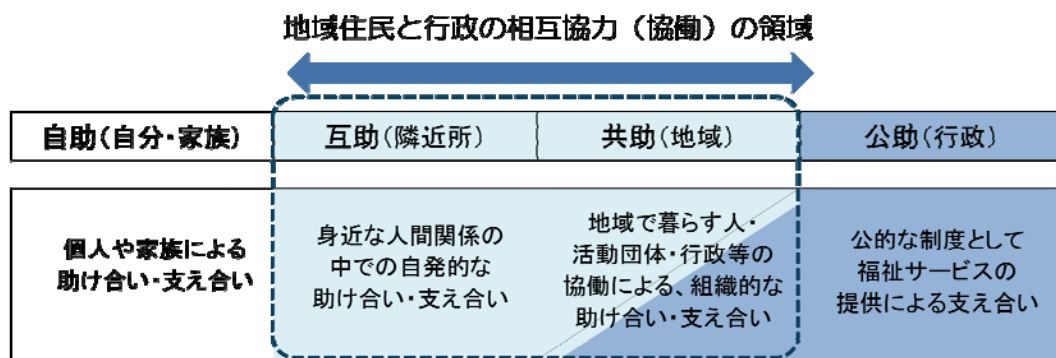 地域住民と行政の相互協力（協働）の領域
自助（自分・家族）
互助（隣近所）
共助（地域）
公助（行政）
個人や家族による
助け合い・支え合い
身近な人間関係の
中での自発的な
助け合い・支え合い
地域で暮らす人・
活動団体・行政等の
協働による、組織的な
助け合い・支え合い
公的な制度として
福祉サービスの
提供による支え合い